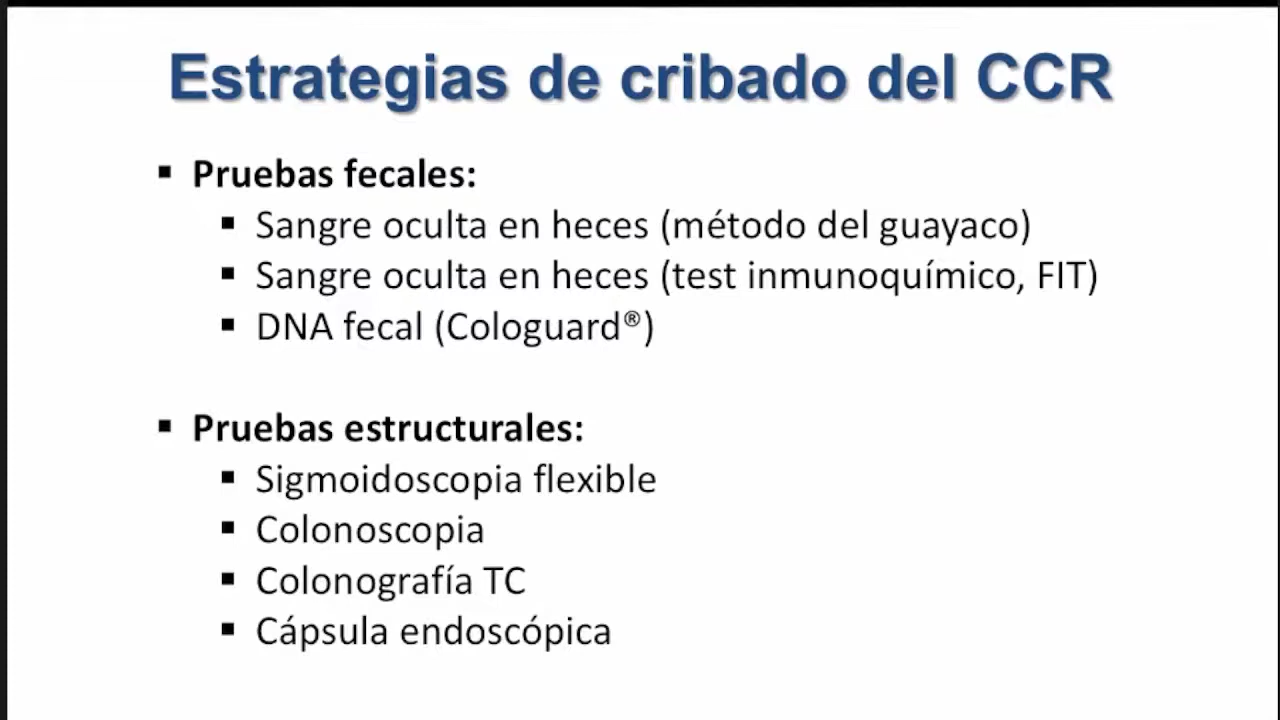 Estrategias de cribado del CCR
▪ Pruebas fecales:
▪ Sangre oculta en heces (método del guayaco)
▪ Sangre oculta en heces (test inmunoquímico, FIT)
▪ DNA fecal (Cologuard®)
▪ Pruebas estructurales:
▪ Sigmoidoscopia flexible
▪ Colonoscopia
▪ Colonografía TC
▪ Cápsula endoscópica